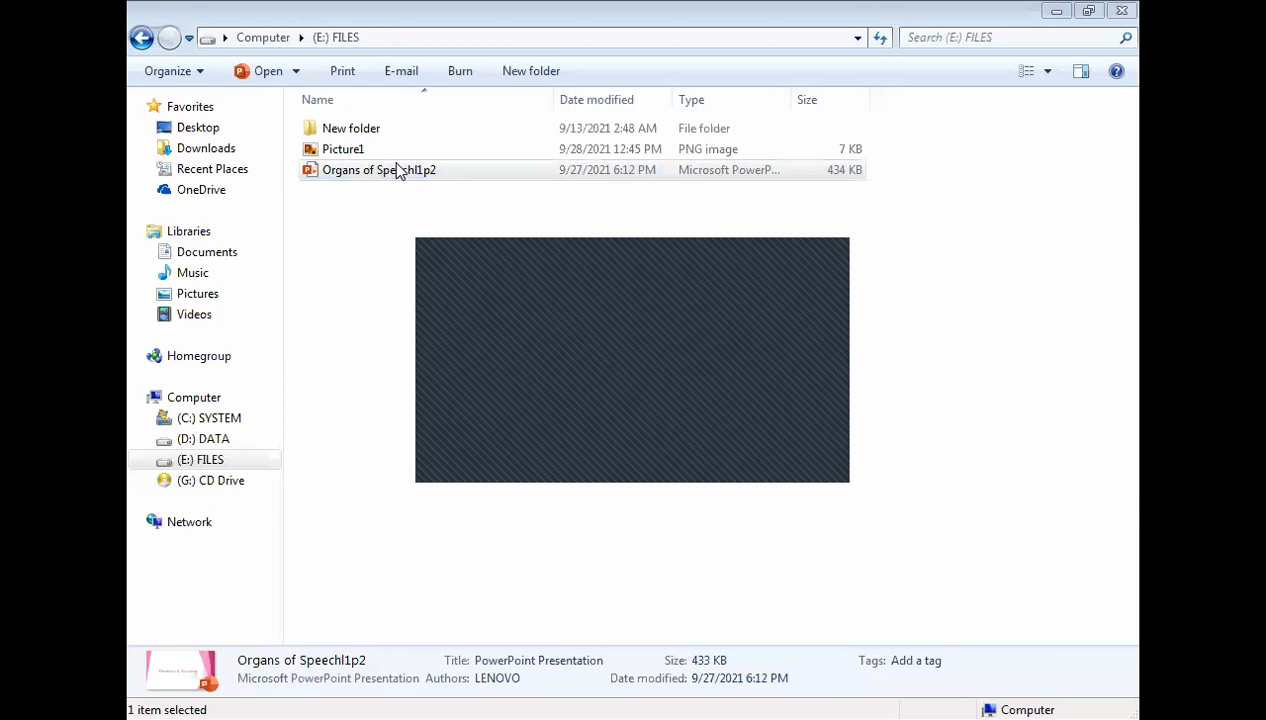 Computer (E:) FILES Search (E:) FILES
Organize Open Print E-mail Burn New folder
Name Date modified Type Size
New folder 9/13/2021 2:48 AM File folder
Picture1 9/28/2021 12:45 PM PNG image 7 KB
Organs of Speechl1p2 9/27/2021 6:12 PM Microsoft PowerP... 434 KB
Favorites
Desktop
Downloads
Recent Places
OneDrive
Libraries
Documents
Music
Pictures
Videos
Homegroup
Computer
(C:) SYSTEM
(D:) DATA
(E:) FILES
(G:) CD Drive
Network
Organs of Speechl1p2 Title: PowerPoint Presentation Size: 433 KB Tags: Add a tag
Microsoft PowerPoint Presentation Authors: LENOVO Date modified: 9/27/2021 6:12 PM
1 item selected Computer